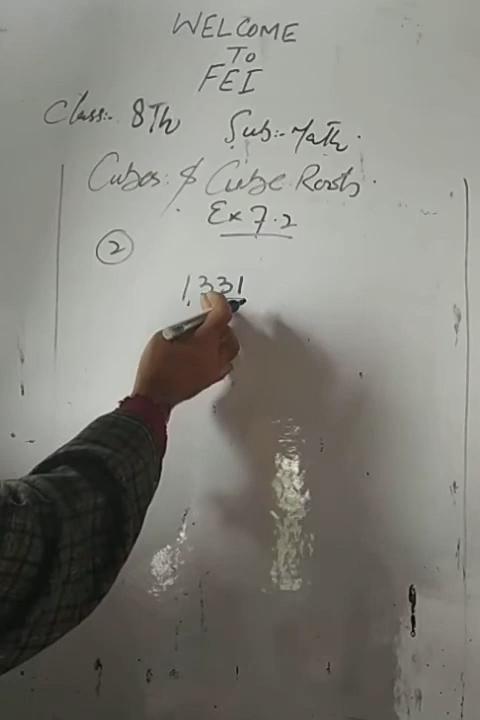 WELCOME
To
FEI
Class:- 8Th Sub:- Math.
Cubes & Cube Roots.
Ex 7.2
2
1,331